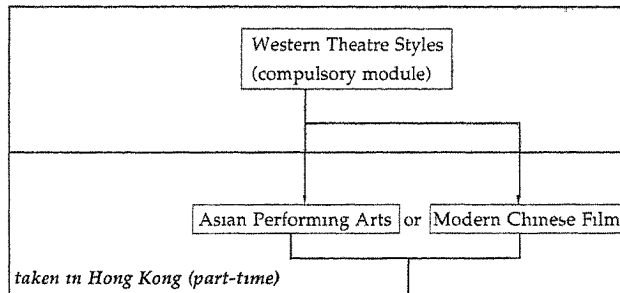 Western Theatre Styles
(compulsory module)
Asian Performing Arts or Modern Chinese Film
taken in Hong Kong (part-time)